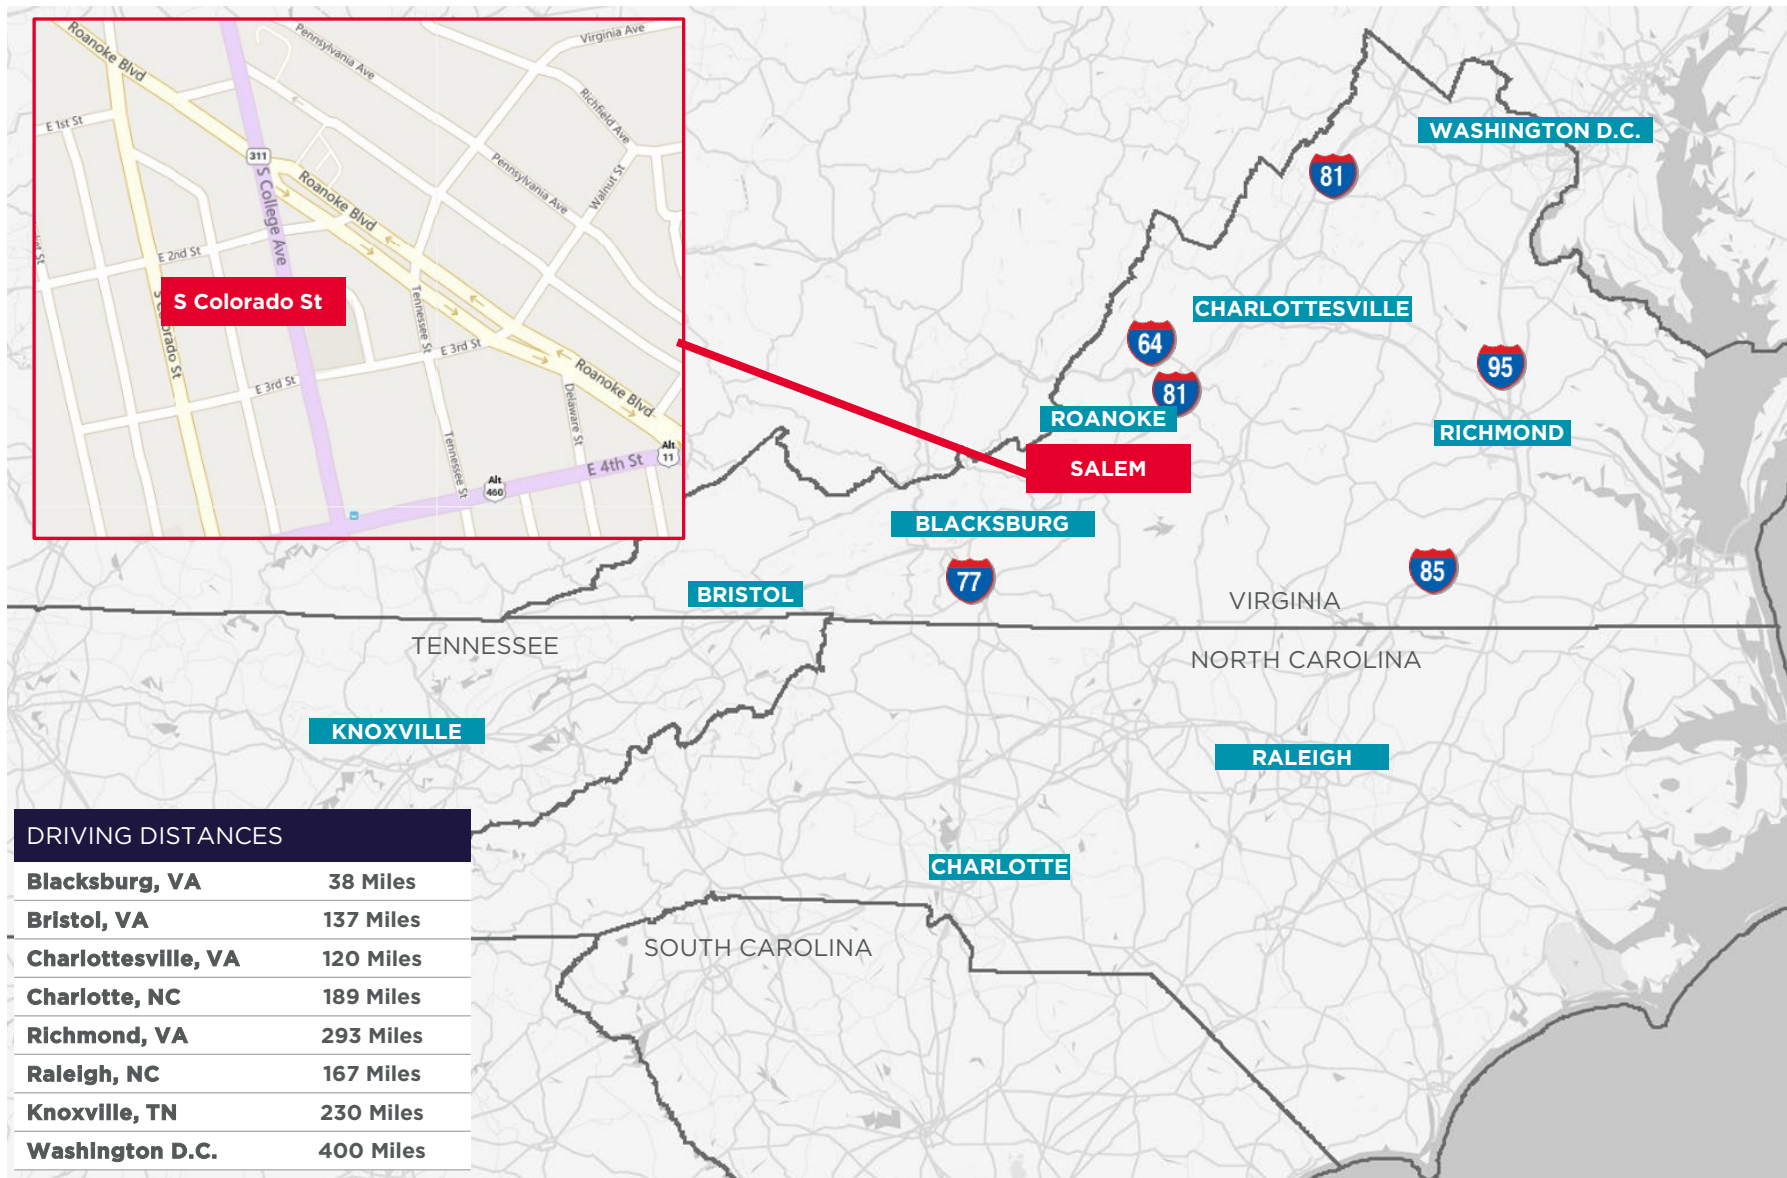 Roanoke Blvd
Pennsylvania Ave
Virginia Ave
Richfield Ave
E 1st St
311
S College Ave
Roanoke Blvd
Pennsylvania Ave
Walnut St
E 2nd St
S Colorado St
S Colorado St
Tennessee St
E 3rd St
E 3rd St
Roanoke Blvd
Delaware St
Tennessee St
E 4th St
Alt
11
Alt
460
WASHINGTON D.C.
81
CHARLOTTESVILLE
64
95
81
ROANOKE
RICHMOND
SALEM
BLACKSBURG
77
85
BRISTOL
VIRGINIA
TENNESSEE
NORTH CAROLINA
KNOXVILLE
RALEIGH
CHARLOTTE
SOUTH CAROLINA
DRIVING DISTANCES
Blacksburg, VA 38 Miles
Bristol, VA 137 Miles
Charlottesville, VA 120 Miles
Charlotte, NC 189 Miles
Richmond, VA 293 Miles
Raleigh, NC 167 Miles
Knoxville, TN 230 Miles
Washington D.C. 400 Miles